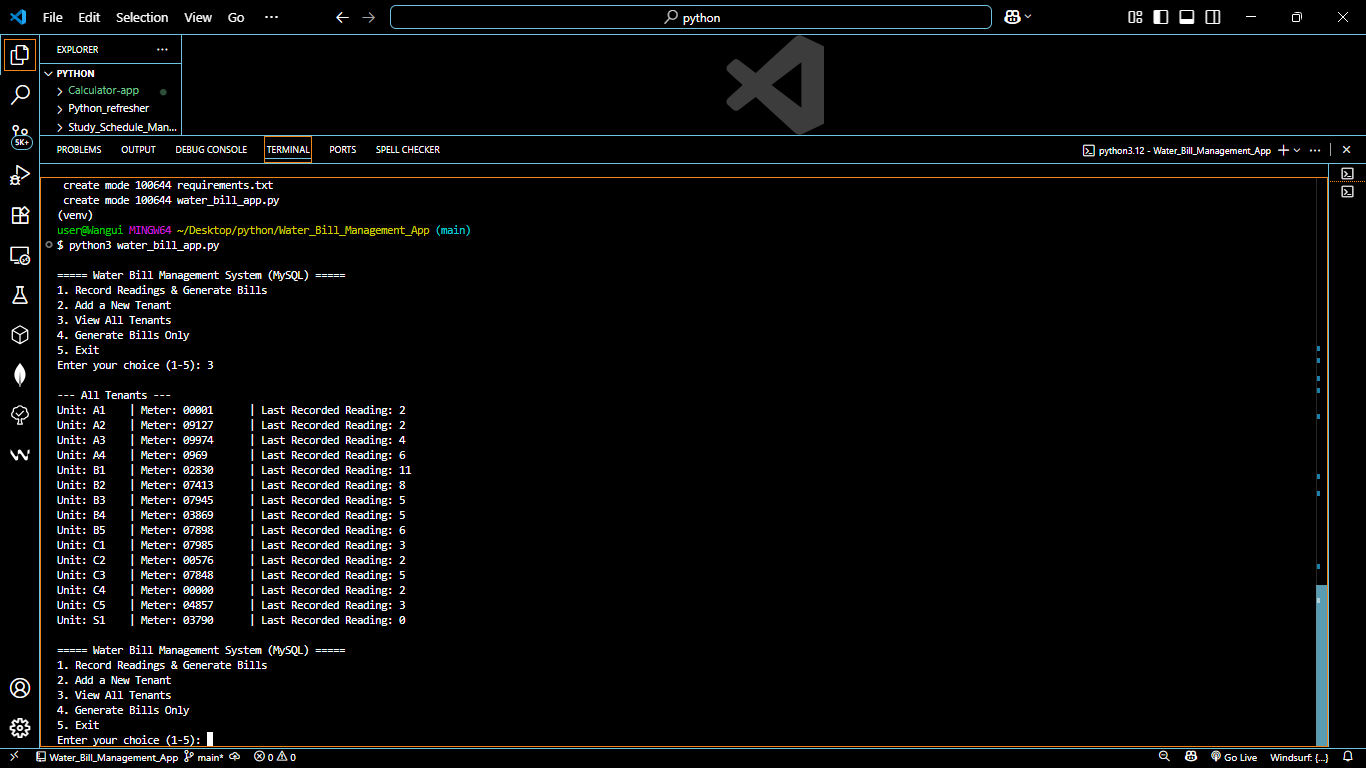 File Edit Selection View Go ···
python
EXPLORER ···
PYTHON
Calculator-app
Python_refresher
Study_Schedule_Man...
5K+
PROBLEMS OUTPUT DEBUG CONSOLE TERMINAL PORTS SPELL CHECKER
python3.12 - Water_Bill_Management_App
create mode 100644 requirements.txt
create mode 100644 water_bill_app.py
(venv)
user@Wangui MINGW64 ~/Desktop/python/Water_Bill_Management_App (main)
$ python3 water_bill_app.py
===== Water Bill Management System (MySQL) =====
1. Record Readings & Generate Bills
2. Add a New Tenant
3. View All Tenants
4. Generate Bills Only
5. Exit
Enter your choice (1-5): 3
--- All Tenants ---
Unit: A1 | Meter: 00001 | Last Recorded Reading: 2
Unit: A2 | Meter: 09127 | Last Recorded Reading: 2
Unit: A3 | Meter: 09974 | Last Recorded Reading: 4
Unit: A4 | Meter: 0969 | Last Recorded Reading: 6
Unit: B1 | Meter: 02830 | Last Recorded Reading: 11
Unit: B2 | Meter: 07413 | Last Recorded Reading: 8
Unit: B3 | Meter: 07945 | Last Recorded Reading: 5
Unit: B4 | Meter: 03869 | Last Recorded Reading: 5
Unit: B5 | Meter: 07898 | Last Recorded Reading: 6
Unit: C1 | Meter: 07985 | Last Recorded Reading: 3
Unit: C2 | Meter: 00576 | Last Recorded Reading: 2
Unit: C3 | Meter: 07848 | Last Recorded Reading: 5
Unit: C4 | Meter: 00000 | Last Recorded Reading: 2
Unit: C5 | Meter: 04857 | Last Recorded Reading: 3
Unit: S1 | Meter: 03790 | Last Recorded Reading: 0
===== Water Bill Management System (MySQL) =====
1. Record Readings & Generate Bills
2. Add a New Tenant
3. View All Tenants
4. Generate Bills Only
5. Exit
Enter your choice (1-5):
Water_Bill_Management_App main* 0 0 Go Live Windsurf: {...}